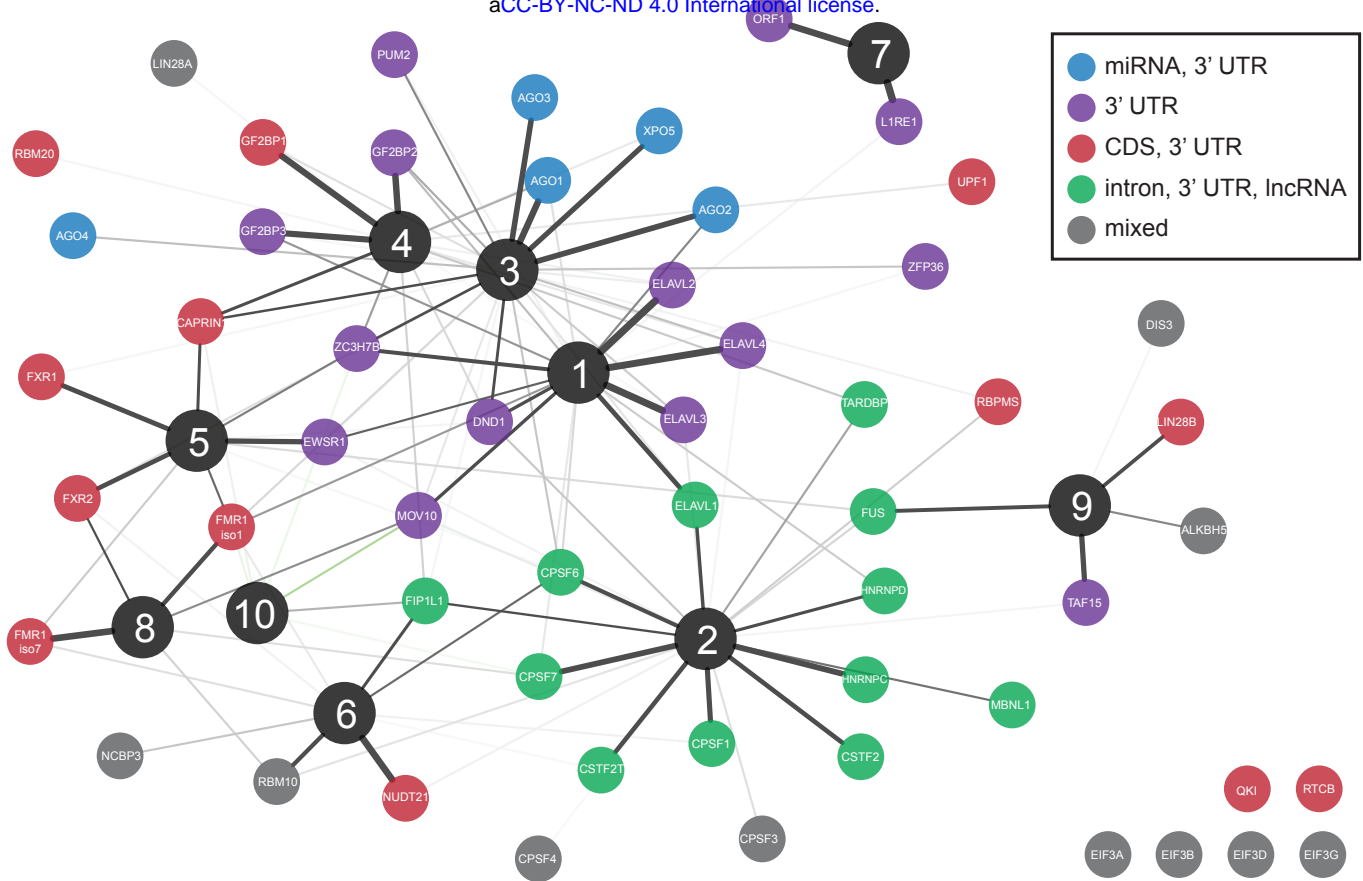 aCC-BY-NC-ND 4.0 International license.
ORF1
7
LIN28A
PUM2
AGO3
XPO5
L1RE1
GF2BP1
GF2BP2
RBM20
AGO1
AGO2
UPF1
AGO4
GF2BP3
4
3
ELAVL2
ZFP36
CAPRIN
ZC3H7B
ELAVL4
DIS3
FXR1
1
TARDBP
RBPMS
LIN28B
5
EWSR1
DND1
ELAVL3
FXR2
FMR1
iso1
MOV10
ELAVL1
FUS
9
ALKBH5
8
10
FIP1L1
CPSF6
HNRNPD
TAF15
FMR1
iso7
2
CPSF7
HNRNPC
MBNL1
6
NCBP3
RBM10
NUDT21
CSTF2T
CPSF1
CSTF2
CPSF4
CPSF3
QKI
RTCB
EIF3A
EIF3B
EIF3D
EIF3G
miRNA, 3’ UTR
3’ UTR
CDS, 3’ UTR
intron, 3’ UTR, lncRNA
mixed